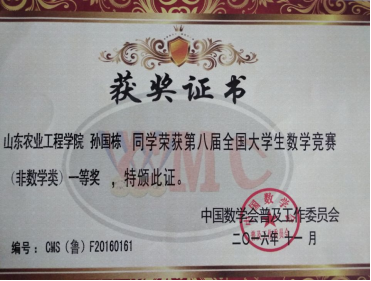 获奖证书
山东农业工程学院 孙国栋 同学荣获第八届全国大学生数学竞赛
(非数学类)一等奖 ,特颁此证。
中国数学会普及工作委员会
二〇一六年十一月
编号:CMS(鲁)F20160161